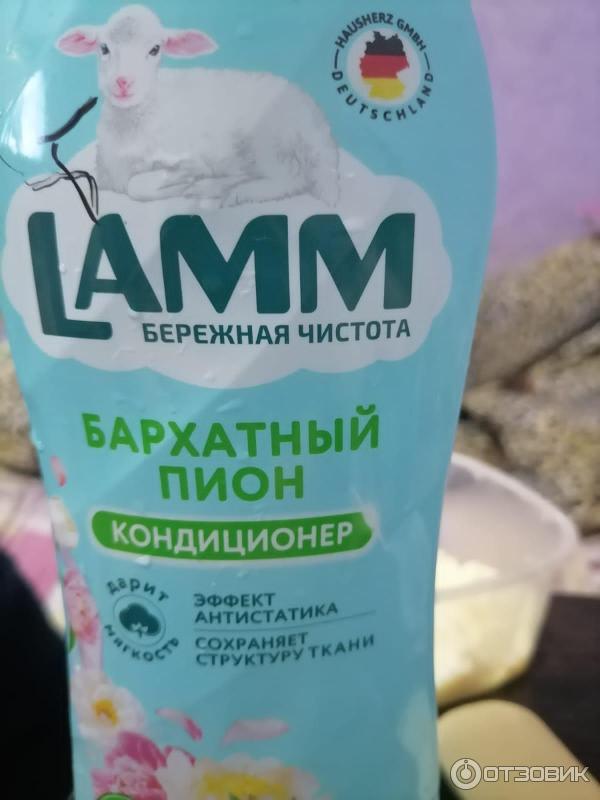 HAUSHERZ GMBH
DEUTSCHLAND
LAMM
БЕРЕЖНАЯ ЧИСТОТА
БАРХАТНЫЙ
ПИОН
КОНДИЦИОНЕР
дарит
мягкость
ЭФФЕКТ
АНТИСТАТИКА
СОХРАНЯЕТ
СТРУКТУРУ ТКАНИ
ОТЗОВИК